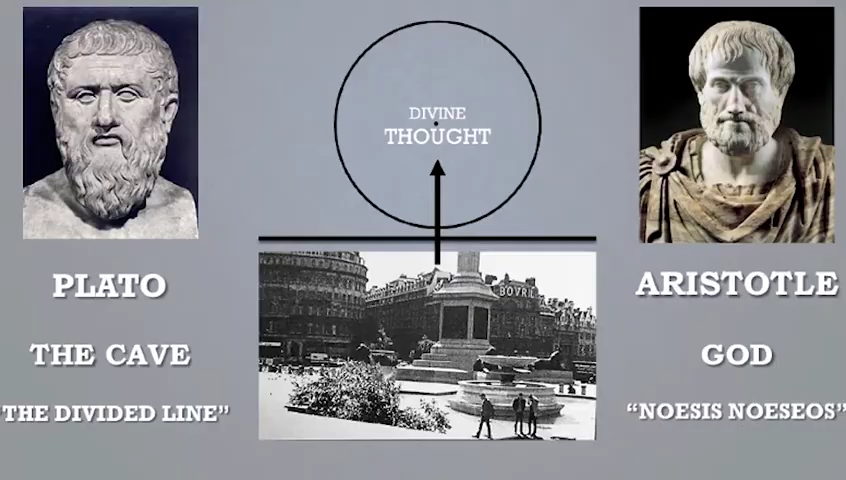 DIVINE
THOUGHT
BOVRIL
PLATO
ARISTOTLE
THE CAVE
GOD
"THE DIVIDED LINE"
"NOESIS NOESEOS"